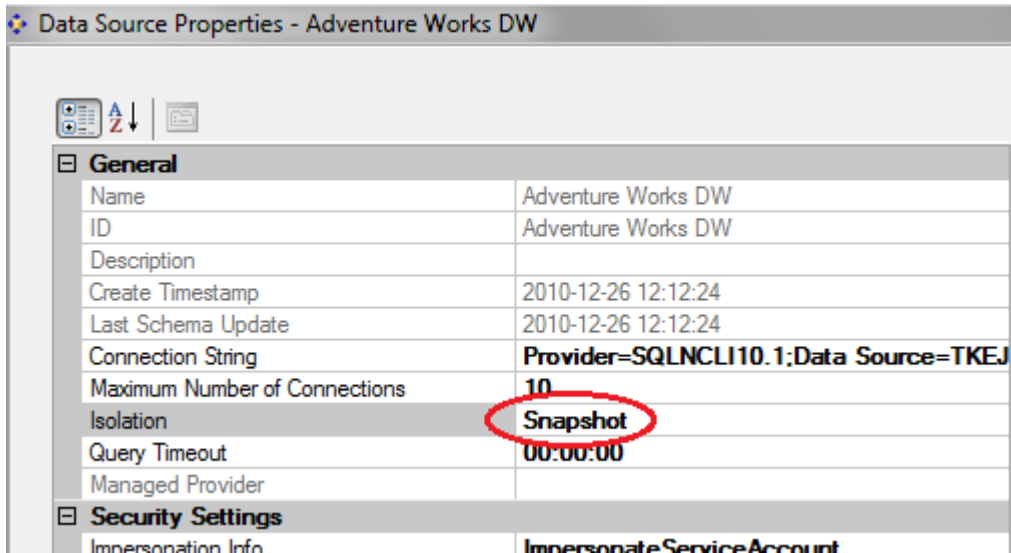 Data Source Properties - Adventure Works DW
General
Name Adventure Works DW
ID Adventure Works DW
Description
Create Timestamp 2010-12-26 12:12:24
Last Schema Update 2010-12-26 12:12:24
Connection String Provider=SQLNCLI10.1;Data Source=TKEJ
Maximum Number of Connections 10
Isolation Snapshot
Query Timeout 00:00:00
Managed Provider
Security Settings
Impersonation Info ImpersonateServiceAccount